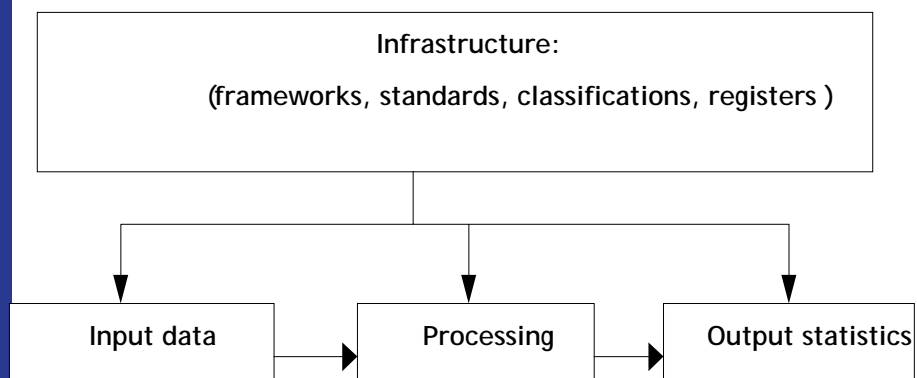 Infrastructure:
(frameworks, standards, classifications, registers )
Input data
Processing
Output statistics